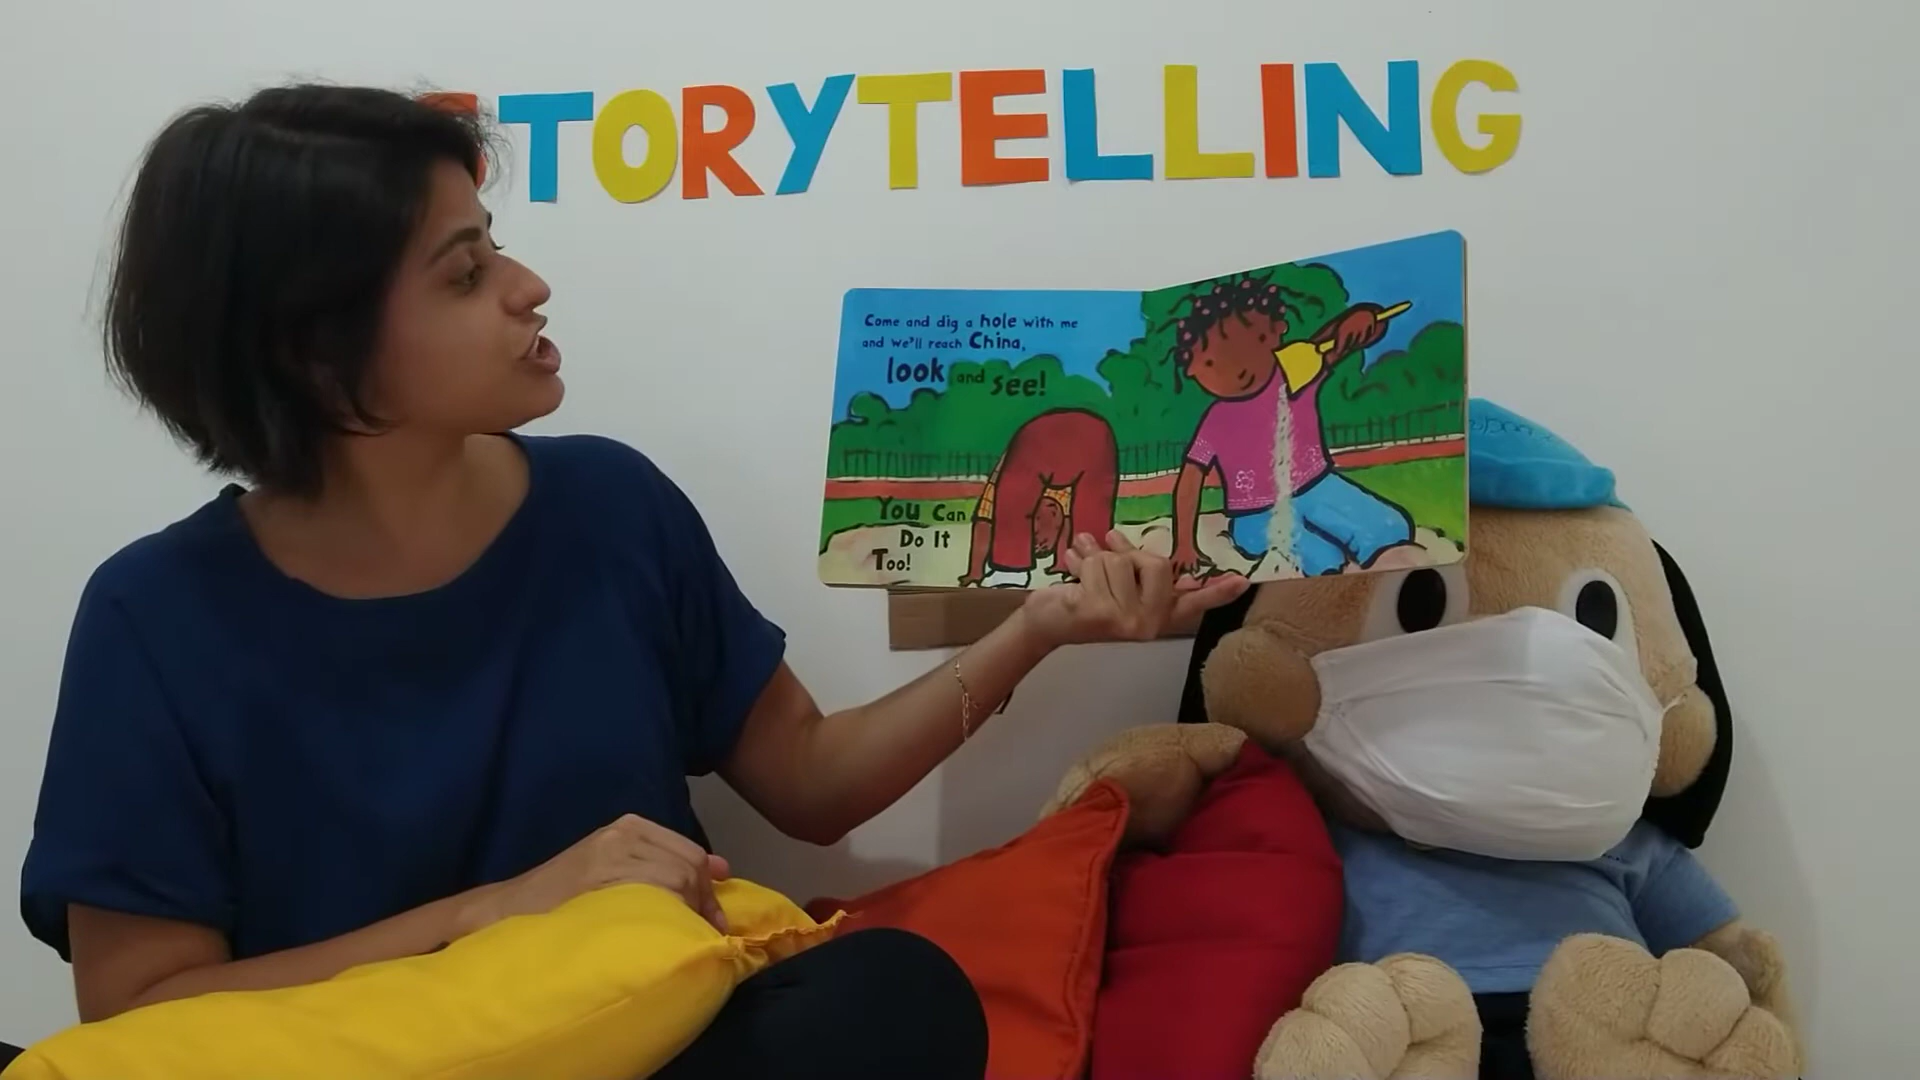 STORYTELLING
Come and dig a hole with me
and we'll reach China,
look and see!
You Can
Do It
Too!